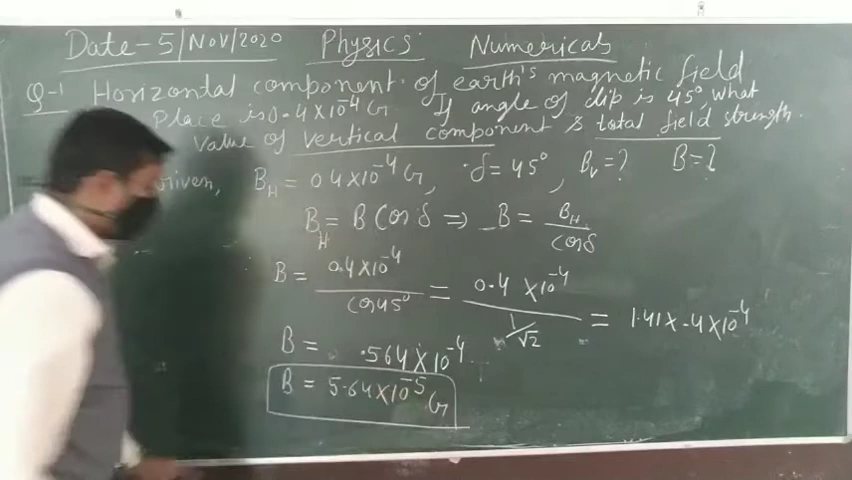 Date-5/Nov/2020 Physics Numericals
Q-1 Horizontal component of earth's magnetic field
Place is 0.4×10⁻⁴ G. If angle of dip is 45°, what
value of vertical component & total field strength.
iven, B_H = 0.4×10⁻⁴ G, δ = 45°, B_V = ? B = ?
B_H = B Cos δ ⇒ B = B_H / cos δ
B = 0.4×10⁻⁴ / cos 45° = 0.4 ×10⁻⁴ / 1/√2 = 1.41 × .4×10⁻⁴
B = .564×10⁻⁴
B = 5.64×10⁻⁵ G